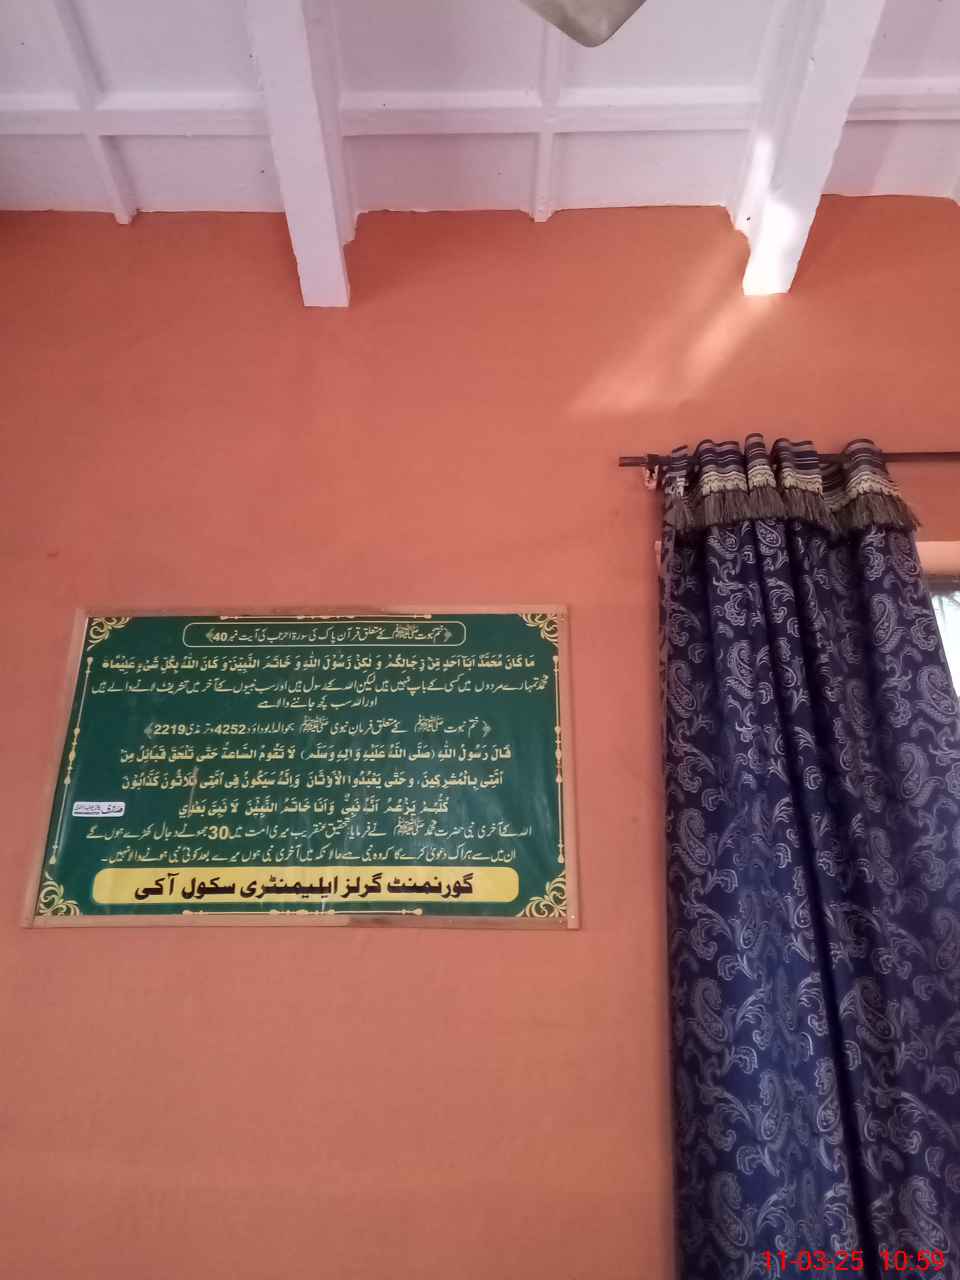 ﴿ختم نبوت ﷺ کے متعلق قرآن پاک کی سورۃ احزاب کی آیت نمبر 40﴾
مَا كَانَ مُحَمَّدٌ اَبَآ اَحَدٍ مِّنْ رِّجَالِكُمْ وَ لٰكِنْ رَّسُوْلَ اللّٰهِ وَ خَاتَمَ النَّبِيّٖنَ وَ كَانَ اللّٰهُ بِكُلِّ شَیْءٍ عَلِيْمًا
محمدؐ تمہارے مردوں میں کسی کے باپ نہیں ہیں لیکن اللہ کے رسول ہیں اور سب نبیوں کے آخر میں تشریف لانے والے ہیں
اور اللہ سب کچھ جاننے والا ہے
﴿ختم نبوت ﷺ کے متعلق فرمان نبوی ﷺ بحوالہ ابوداؤد 4252، ترمذی 2219﴾
قَالَ رَسُوْلُ اللّٰهِ (صَلَّى اللّٰهُ عَلَيْهِ وَ اٰلِهٖ وَسَلَّمَ) لَا تَقُوْمُ السَّاعَةُ حَتّٰى تَلْحَقَ قَبَائِلُ مِنْ
اُمَّتِى بِالْمُشْرِكِينَ، وَحَتّٰى يَعْبُدُوا الْاَوْثَانَ وَاِنَّهُ سَيَكُوْنُ فِى اُمَّتِى ثَلَاثُوْنَ كَذَّابُوْنَ
كُلُّهُمْ يَزْعُمُ اَنَّهُ نَبِيٌّ وَاَنَا خَاتَمُ النَّبِيّٖنَ لَا نَبِيَّ بَعْدِي
اللہ کے آخری نبی حضرت محمد ﷺ نے فرمایا: تحقیق عنقریب میری امت میں 30 جھوٹے دجال کھڑے ہوں گے
ان میں سے ہر اک دعویٰ کرے گا کہ وہ نبی ہے حالانکہ میں آخری نبی ہوں میرے بعد کوئی نبی ہونے والا نہیں۔
گورنمنٹ گرلز ایلیمنٹری سکول آکی
11-03-25 10:59